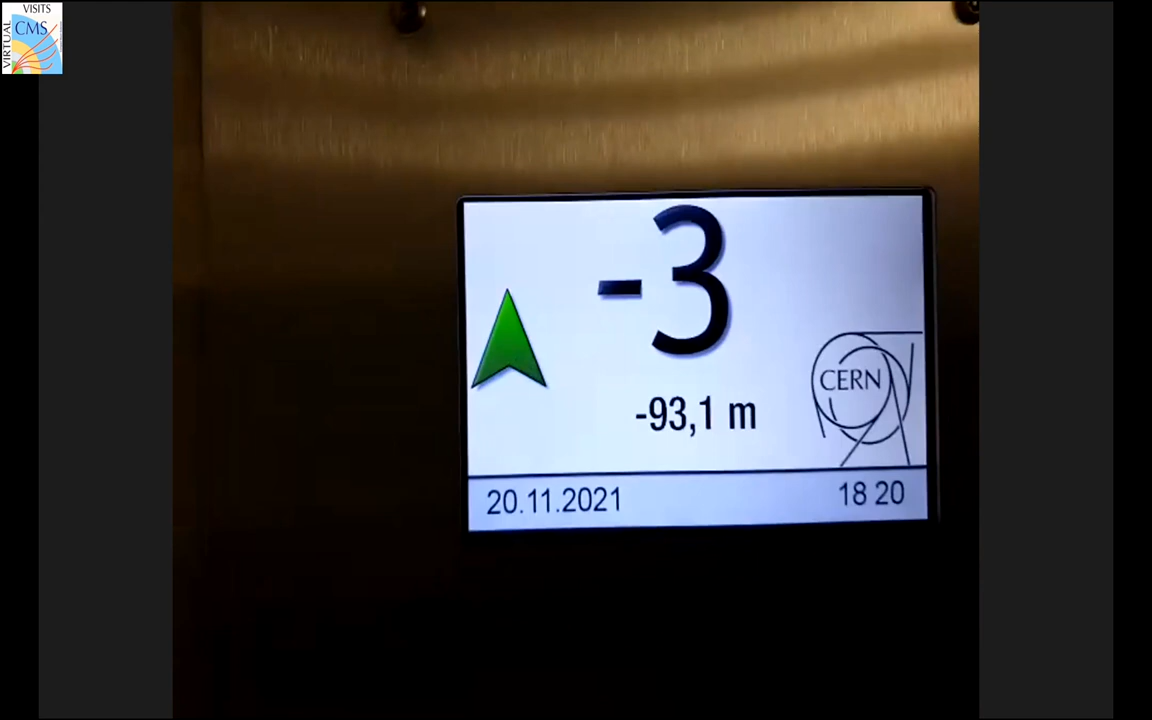 VISITS
VIRTUAL
CMS
-3
-93,1 m
CERN
20.11.2021
18 20